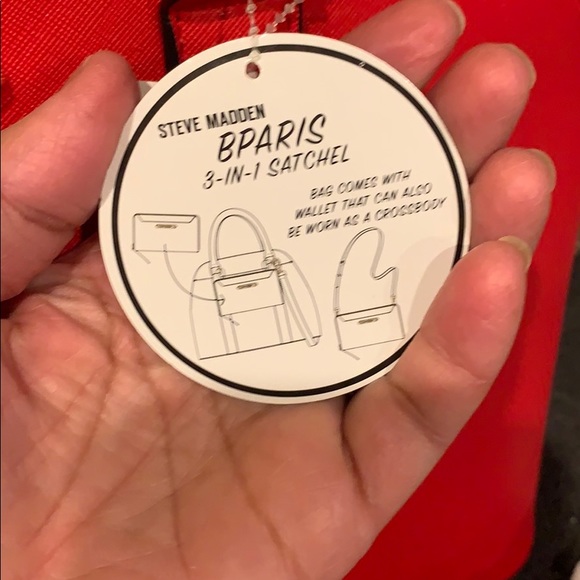 STEVE MADDEN
BPARIS
3-IN-1 SATCHEL
BAG COMES WITH
WALLET THAT CAN ALSO
BE WORN AS A CROSSBODY